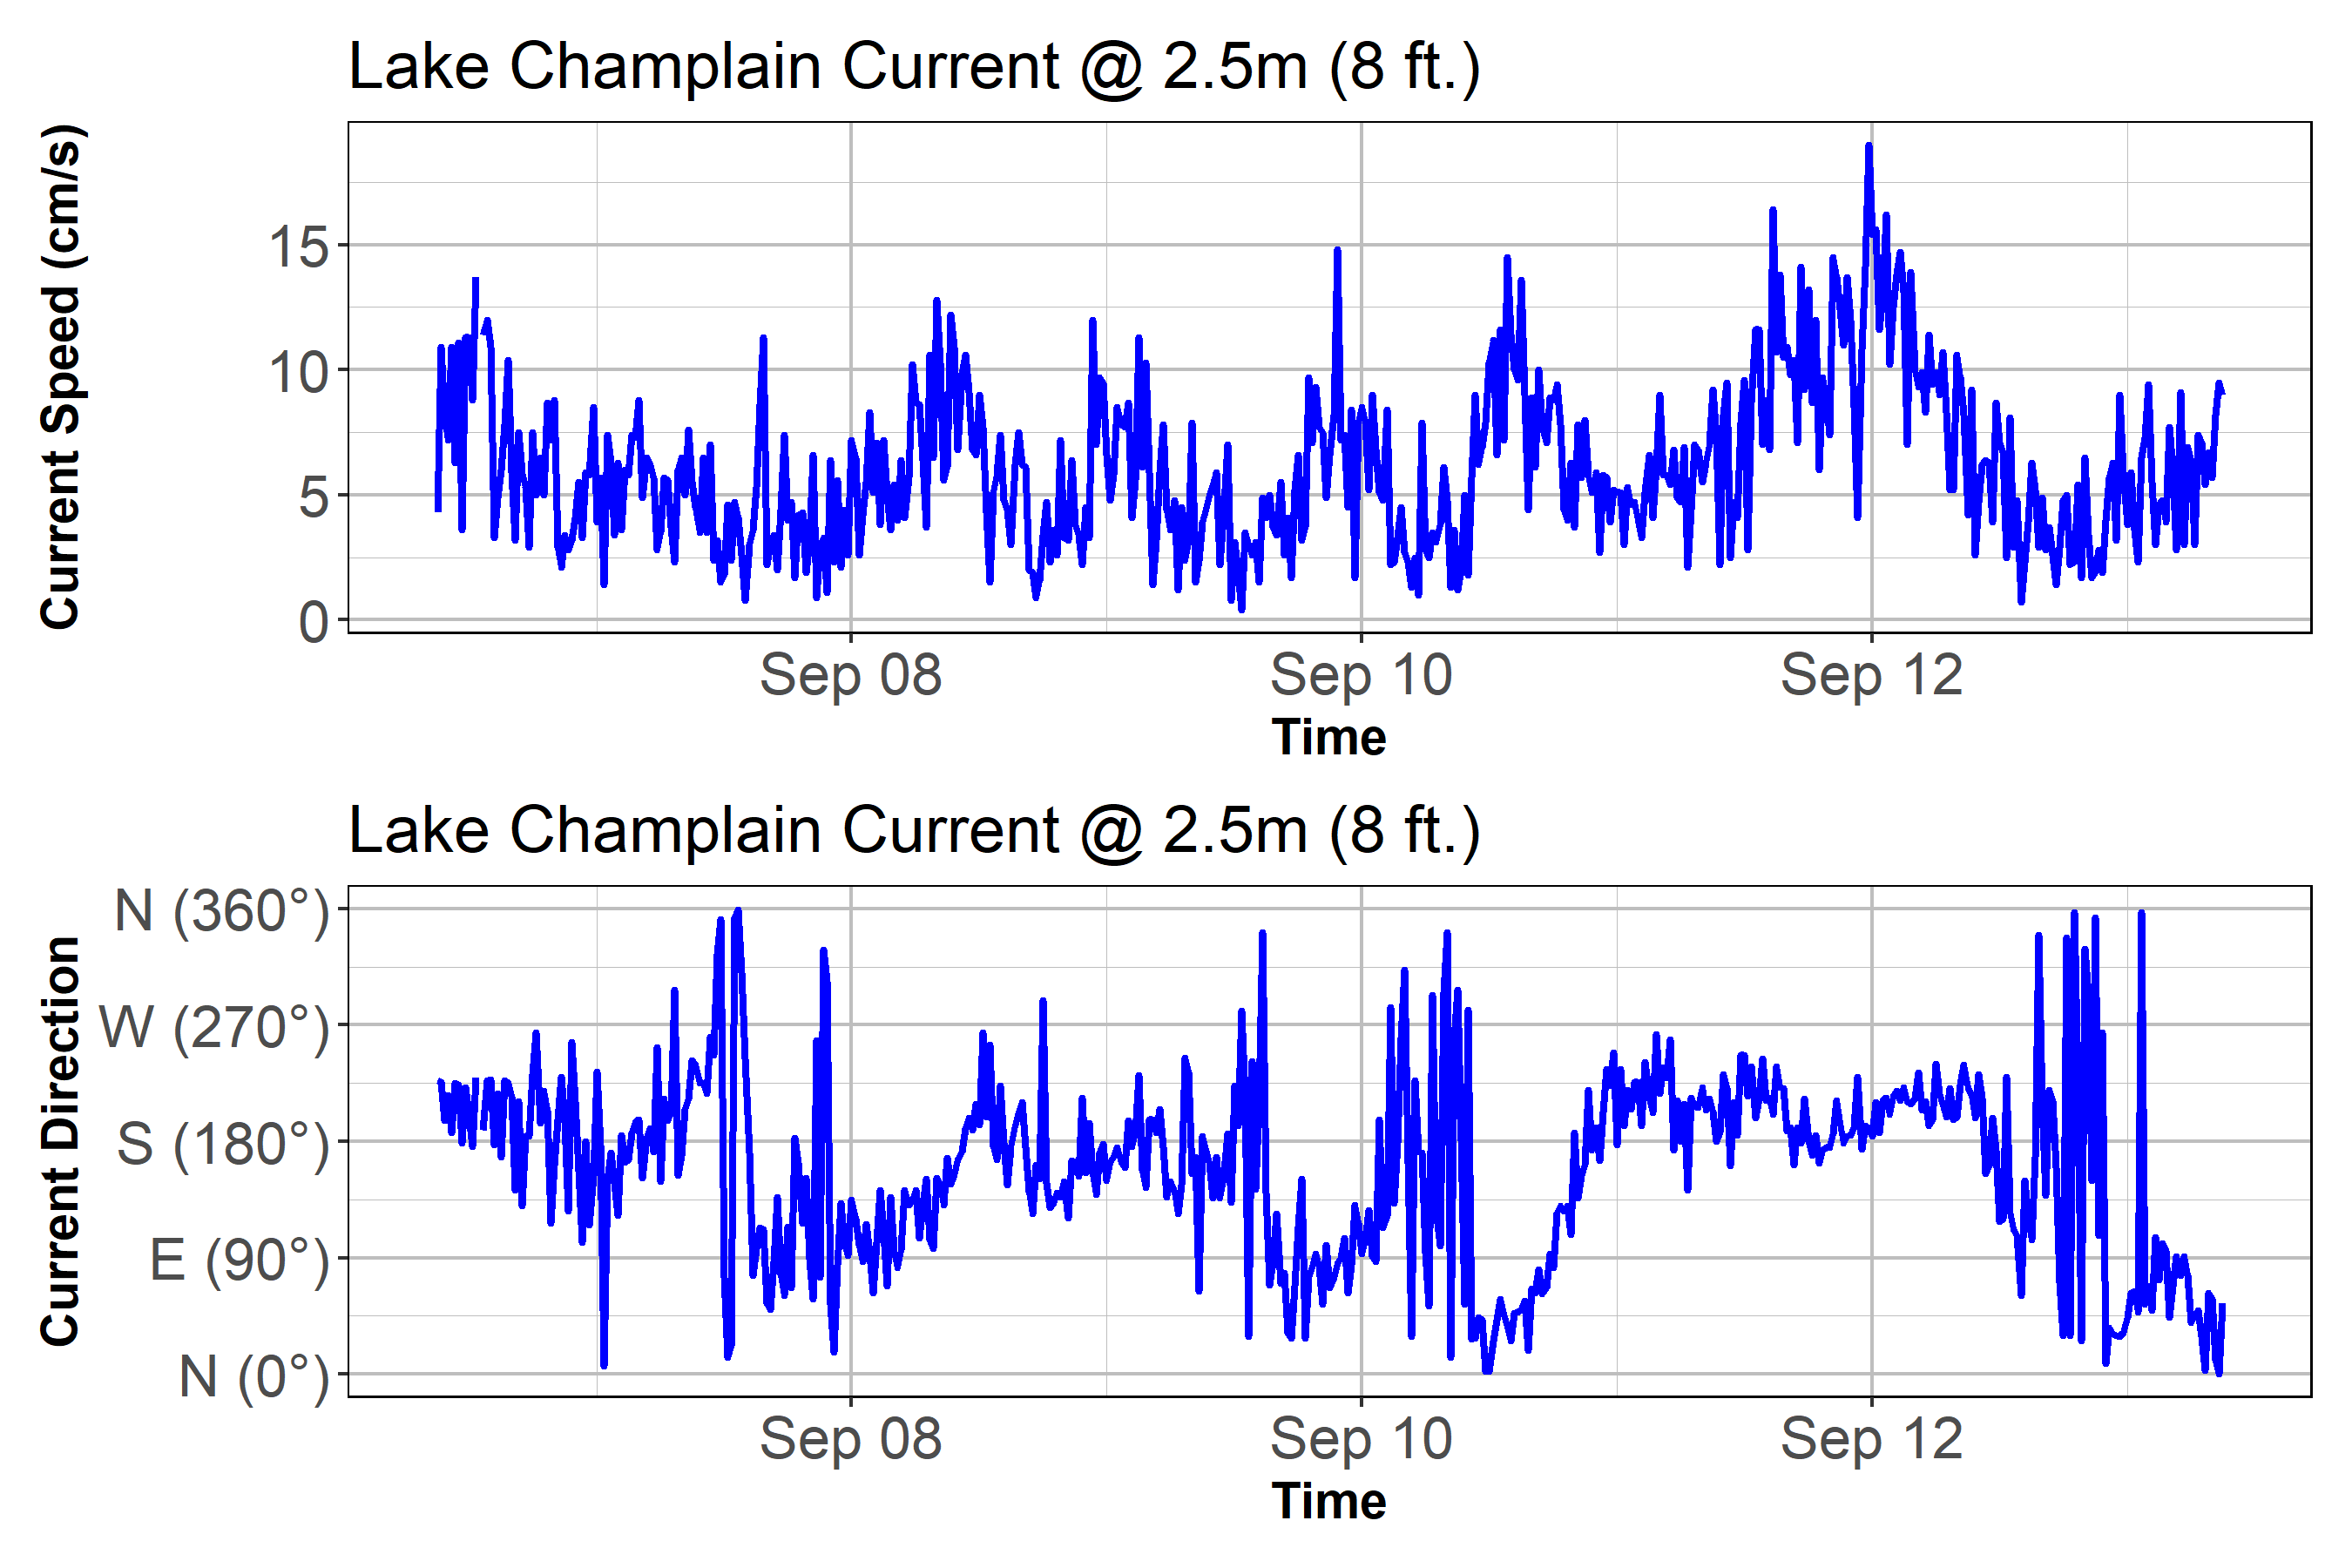 Lake Champlain Current @ 2.5m (8 ft.)
Current Speed (cm/s)
15
10
5
0
Sep 08 Sep 10 Sep 12
Time
Lake Champlain Current @ 2.5m (8 ft.)
Current Direction
N (360°)
W (270°)
S (180°)
E (90°)
N (0°)
Sep 08 Sep 10 Sep 12
Time